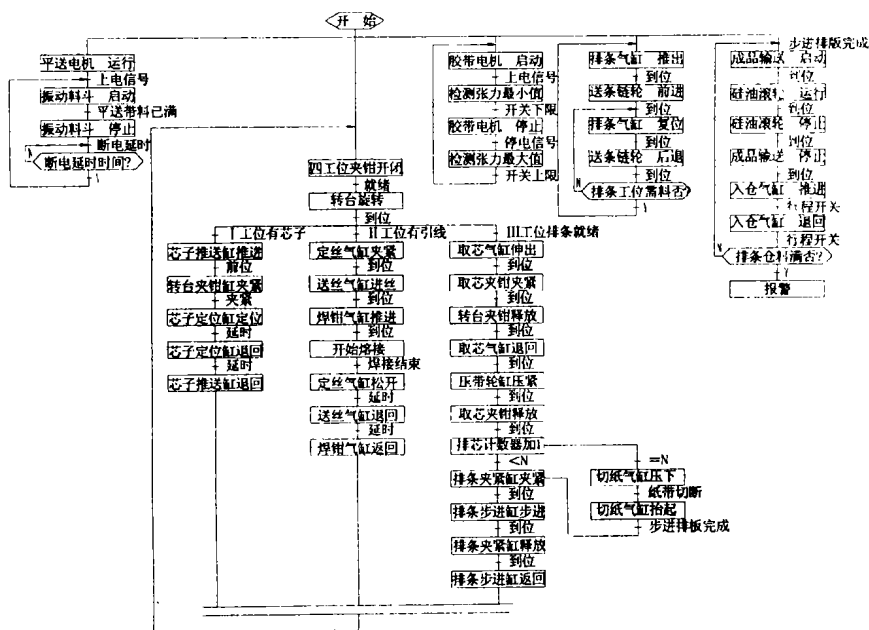 开 始
平送电机 运行
上电信号
振动料斗 启动
平送带料已满
振动料斗 停止
断电延时
断电延时时间?
胶带电机 启动
上电信号
检测张力最小值
开关下限
胶带电机 停止
停电信号
检测张力最大值
开关上限
排条气缸 推出
到位
送条链轮 前进
到位
排条气缸 复位
到位
送条链轮 后退
到位
N
排条工位需料否?
Y
步进排版完成
成品输送 启动
到位
硅油滚轮 运行
到位
硅油滚轮 停止
到位
成品输送 停止
到位
入仓气缸 推进
行程开关
入仓气缸 退回
行程开关
排条仓料满否?
Y
报警
四工位夹钳开闭
就绪
转台旋转
到位
I工位有芯子
芯子推送缸推进
前位
转台夹钳缸夹紧
夹紧
芯子定位缸定位
延时
芯子定位缸退回
延时
芯子推送缸退回
II工位有引线
定丝气缸夹紧
到位
送丝气缸进丝
到位
焊钳气缸推进
到位
开始熔接
焊接结束
定丝气缸松开
延时
送丝气缸退回
延时
焊钳气缸返回
III工位排条就绪
取芯气缸伸出
到位
取芯夹钳夹紧
到位
转台夹钳释放
到位
取芯气缸退回
到位
压带轮缸压紧
到位
取芯夹钳释放
到位
排芯计数器加1
<N
排条夹紧缸夹紧
到位
排条步进缸步进
到位
排条夹紧缸释放
到位
排条步进缸返回
=N
切纸气缸压下
纸带切断
切纸气缸抬起
步进排板完成